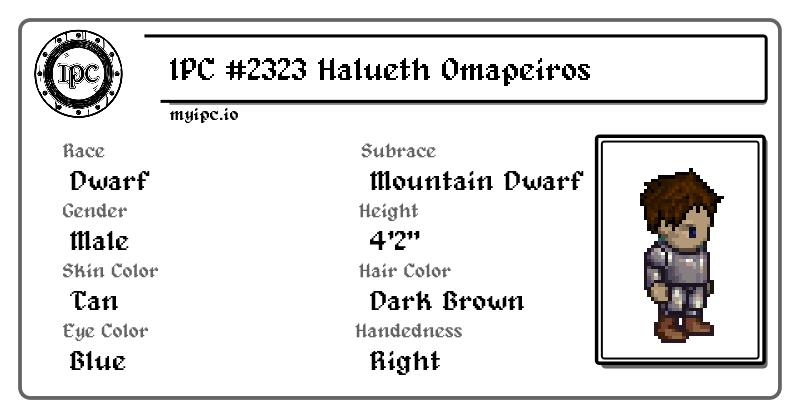 IPC
IPC #2323 Halueth Omapeiros
myipc.io
Race
Dwarf
Subrace
Mountain Dwarf
Gender
Male
Height
4'2"
Skin Color
Tan
Hair Color
Dark Brown
Eye Color
Blue
Handedness
Right